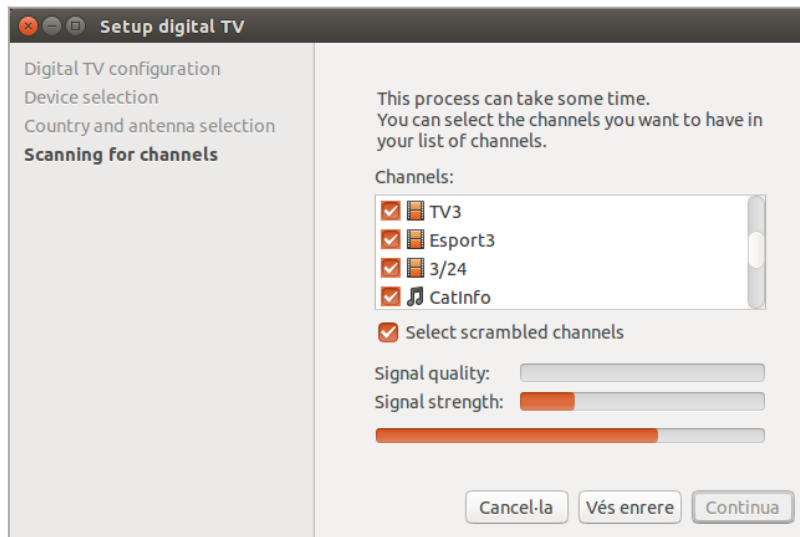 Setup digital TV
Digital TV configuration
Device selection
Country and antenna selection
Scanning for channels
This process can take some time.
You can select the channels you want to have in
your list of channels.
Channels:
TV3
Esport3
3/24
CatInfo
Select scrambled channels
Signal quality:
Signal strength:
Cancel·la
Vés enrere
Continua